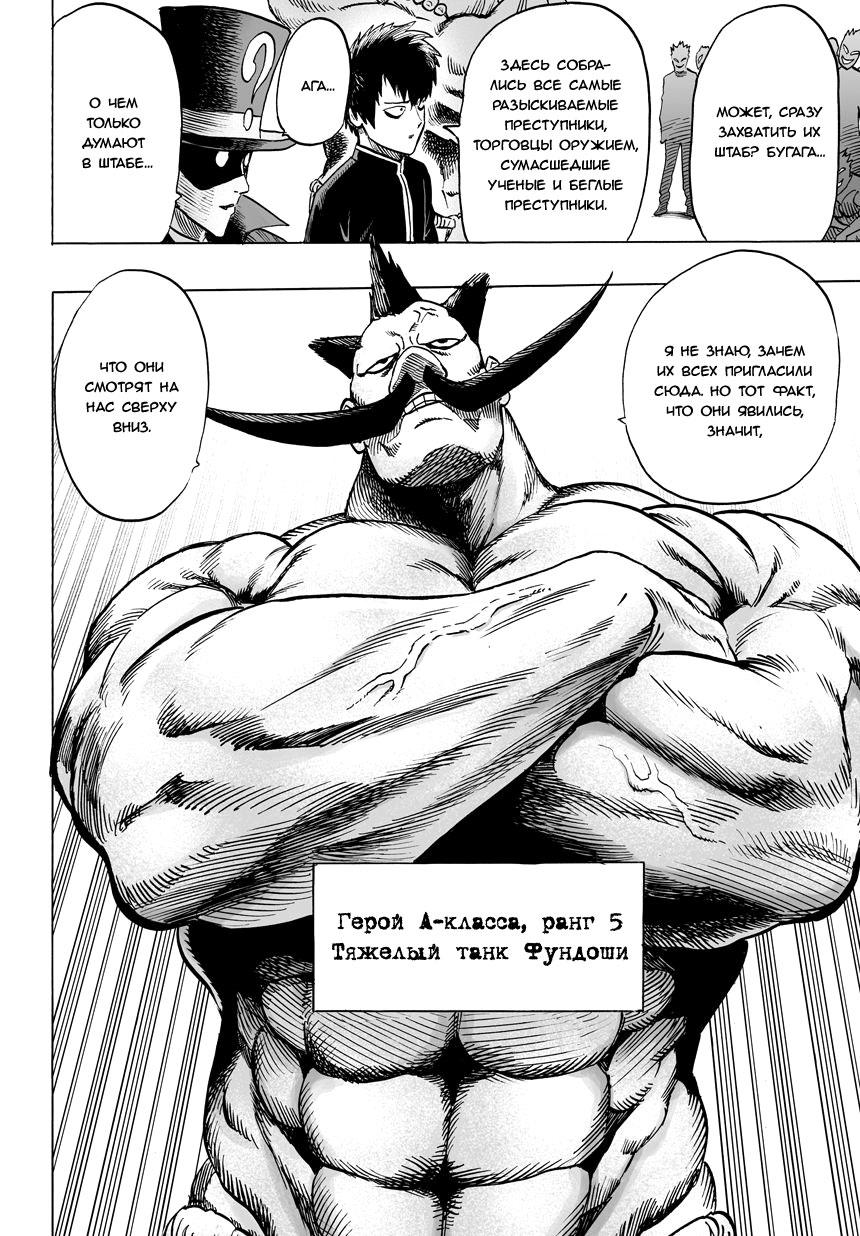 МОЖЕТ, СРАЗУ
ЗАХВАТИТЬ ИХ
ШТАБ? БУГАГА...
ЗДЕСЬ СОБРА-
ЛИСЬ ВСЕ САМЫЕ
РАЗЫСКИВАЕМЫЕ
ПРЕСТУПНИКИ,
ТОРГОВЦЫ ОРУЖИЕМ,
СУМАСШЕДШИЕ
УЧЕНЫЕ И БЕГЛЫЕ
ПРЕСТУПНИКИ.
АГА...
?
О ЧЕМ
ТОЛЬКО
ДУМАЮТ
В ШТАБЕ...
Я НЕ ЗНАЮ, ЗАЧЕМ
ИХ ВСЕХ ПРИГЛАСИЛИ
СЮДА. НО ТОТ ФАКТ,
ЧТО ОНИ ЯВИЛИСЬ,
ЗНАЧИТ,
ЧТО ОНИ
СМОТРЯТ НА
НАС СВЕРХУ
ВНИЗ.
Герой А-класса, ранг 5
Тяжелый танк Фундоши